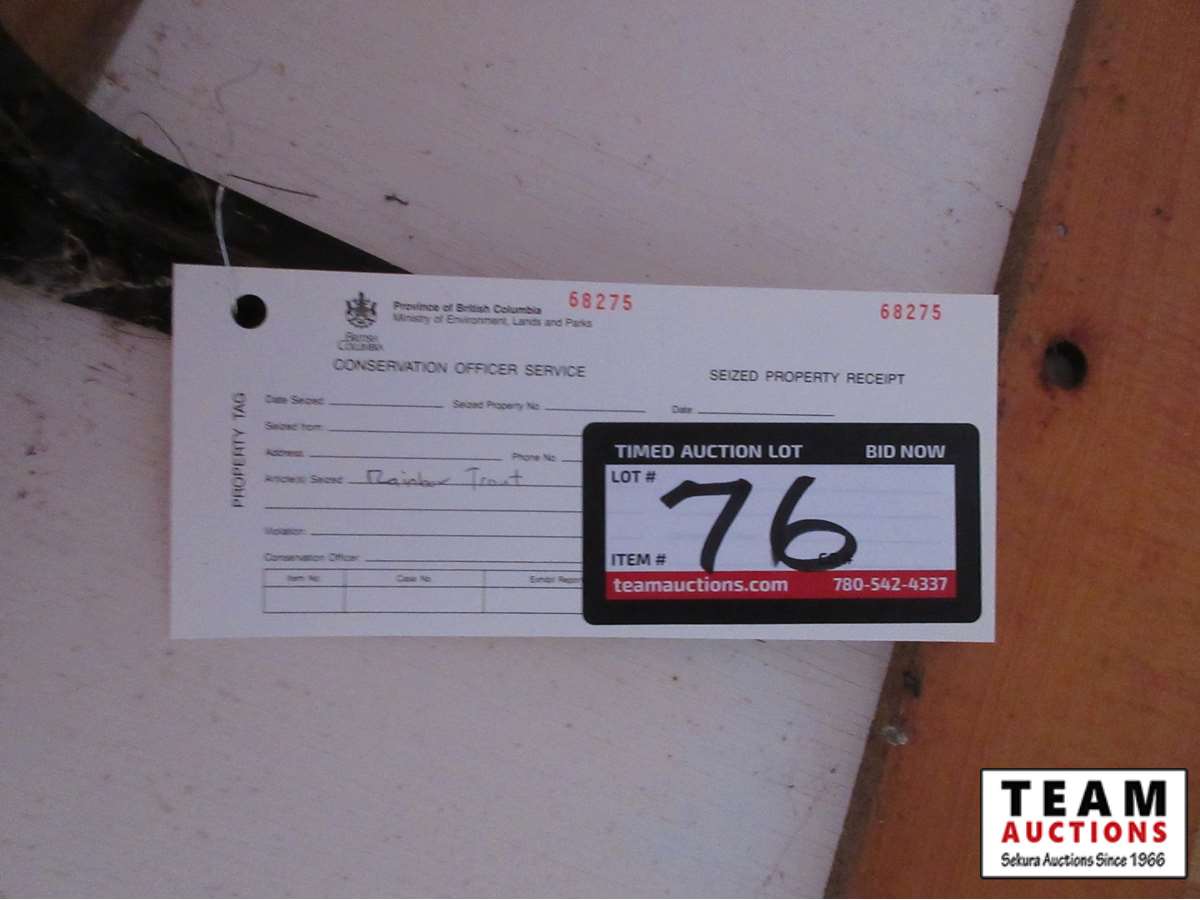 Province of British Columbia 68275 68275
Ministry of Environment, Lands and Parks
BRITISH
COLUMBIA
CONSERVATION OFFICER SERVICE
SEIZED PROPERTY RECEIPT
PROPERTY TAG
Date Seized Seized Property No. Date
Seized from:
Address Phone No.
Article(s) Seized Rainbow Trout
Violation
Conservation Officer
Item No. Case No. Exhibit Report
TIMED AUCTION LOT BID NOW
LOT # 76
ITEM #
teamauctions.com 780-542-4337
TEAM
AUCTIONS
Sekura Auctions Since 1966